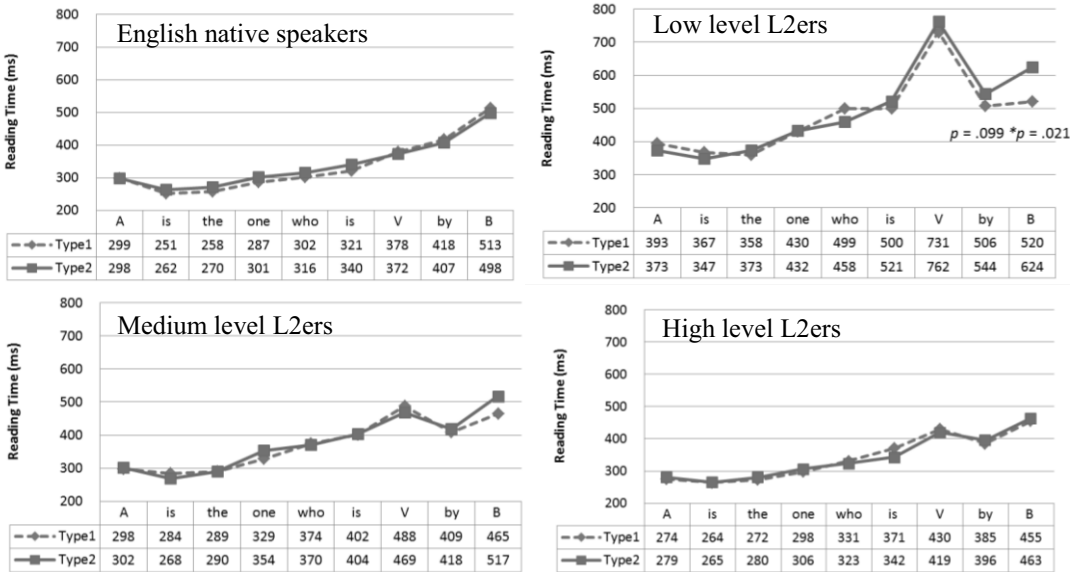 English native speakers
Reading Time (ms)
800
700
600
500
400
300
200
A is the one who is V by B
Type1 299 251 258 287 302 321 378 418 513
Type2 298 262 270 301 316 340 372 407 498
Low level L2ers
Reading Time (ms)
800
700
600
500
400
300
200
p = .099 *p = .021
A is the one who is V by B
Type1 393 367 358 430 499 500 731 506 520
Type2 373 347 373 432 458 521 762 544 624
Medium level L2ers
Reading Time (ms)
800
700
600
500
400
300
200
A is the one who is V by B
Type1 298 284 289 329 374 402 488 409 465
Type2 302 268 290 354 370 404 469 418 517
High level L2ers
Reading Time (ms)
800
700
600
500
400
300
200
A is the one who is V by B
Type1 274 264 272 298 331 371 430 385 455
Type2 279 265 280 306 323 342 419 396 463